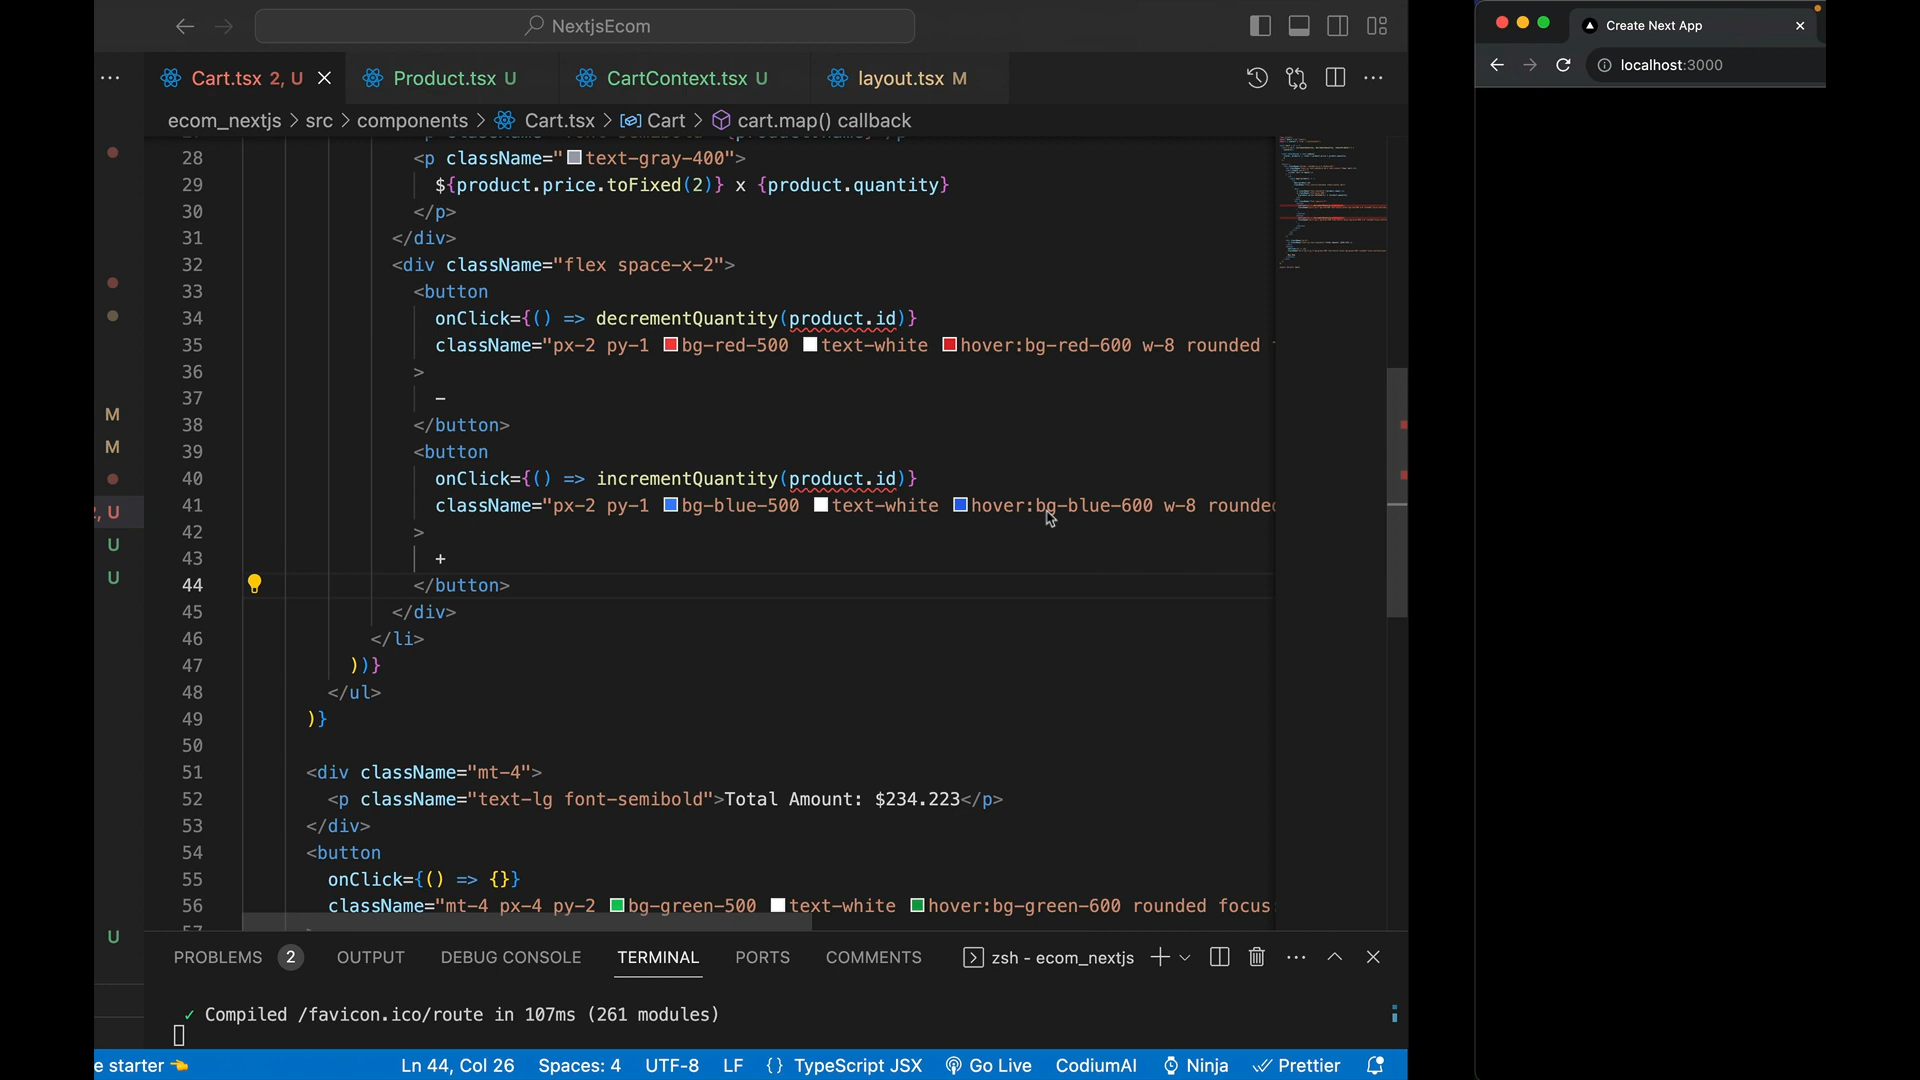 NextjsEcom
Create Next App
localhost:3000
Cart.tsx 2, U
Product.tsx U
CartContext.tsx U
layout.tsx M
ecom_nextjs > src > components > Cart.tsx > Cart > cart.map() callback
28 <p className="text-gray-400">
29 ${product.price.toFixed(2)} x {product.quantity}
30 </p>
31 </div>
32 <div className="flex space-x-2">
33 <button
34 onClick={() => decrementQuantity(product.id)}
35 className="px-2 py-1 bg-red-500 text-white hover:bg-red-600 w-8 rounded
36 >
37 -
38 </button>
39 <button
40 onClick={() => incrementQuantity(product.id)}
41 className="px-2 py-1 bg-blue-500 text-white hover:bg-blue-600 w-8 rounded
42 >
43 +
44 </button>
45 </div>
46 </li>
47 ))}
48 </ul>
49 )}
50
51 <div className="mt-4">
52 <p className="text-lg font-semibold">Total Amount: $234.223</p>
53 </div>
54 <button
55 onClick={() => {}}
56 className="mt-4 px-4 py-2 bg-green-500 text-white hover:bg-green-600 rounded focus:
M
M
2, U
U
U
U
PROBLEMS 2 OUTPUT DEBUG CONSOLE TERMINAL PORTS COMMENTS zsh - ecom_nextjs
✓ Compiled /favicon.ico/route in 107ms (261 modules)
e starter Ln 44, Col 26 Spaces: 4 UTF-8 LF {} TypeScript JSX Go Live CodiumAI Ninja Prettier